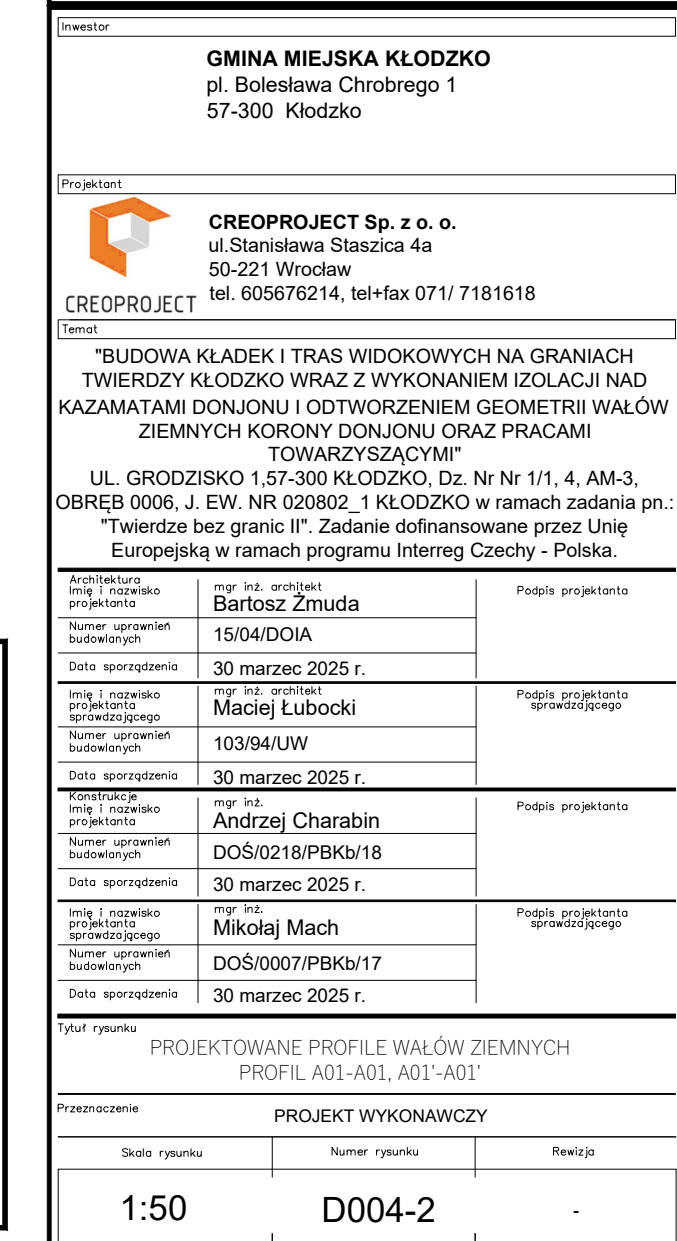 Inwestor
GMINA MIEJSKA KŁODZKO
pl. Bolesława Chrobrego 1
57-300 Kłodzko
Projektant
CREOPROJECT
CREOPROJECT Sp. z o. o.
ul.Stanisława Staszica 4a
50-221 Wrocław
tel. 605676214, tel+fax 071/ 7181618
Temat
"BUDOWA KŁADEK I TRAS WIDOKOWYCH NA GRANIACH
TWIERDZY KŁODZKO WRAZ Z WYKONANIEM IZOLACJI NAD
KAZAMATAMI DONJONU I ODTWORZENIEM GEOMETRII WAŁÓW
ZIEMNYCH KORONY DONJONU ORAZ PRACAMI
TOWARZYSZĄCYMI"
UL. GRODZISKO 1,57-300 KŁODZKO, Dz. Nr Nr 1/1, 4, AM-3,
OBRĘB 0006, J. EW. NR 020802_1 KŁODZKO w ramach zadania pn.:
"Twierdze bez granic II". Zadanie dofinansowane przez Unię
Europejską w ramach programu Interreg Czechy - Polska.
Architektura
Imię i nazwisko
projektanta
mgr inż. architekt
Bartosz Żmuda
Podpis projektanta
Numer uprawnień
budowlanych
15/04/DOIA
Data sporządzenia
30 marzec 2025 r.
Imię i nazwisko
projektanta
sprawdzającego
mgr inż. architekt
Maciej Łubocki
Podpis projektanta
sprawdzającego
Numer uprawnień
budowlanych
103/94/UW
Data sporządzenia
30 marzec 2025 r.
Konstrukcje
Imię i nazwisko
projektanta
mgr inż.
Andrzej Charabin
Podpis projektanta
Numer uprawnień
budowlanych
DOŚ/0218/PBKb/18
Data sporządzenia
30 marzec 2025 r.
Imię i nazwisko
projektanta
sprawdzającego
mgr inż.
Mikołaj Mach
Podpis projektanta
sprawdzającego
Numer uprawnień
budowlanych
DOŚ/0007/PBKb/17
Data sporządzenia
30 marzec 2025 r.
Tytuł rysunku
PROJEKTOWANE PROFILE WAŁÓW ZIEMNYCH
PROFIL A01-A01, A01'-A01'
Przeznaczenie
PROJEKT WYKONAWCZY
Skala rysunku
Numer rysunku
Rewizja
1:50
D004-2
-